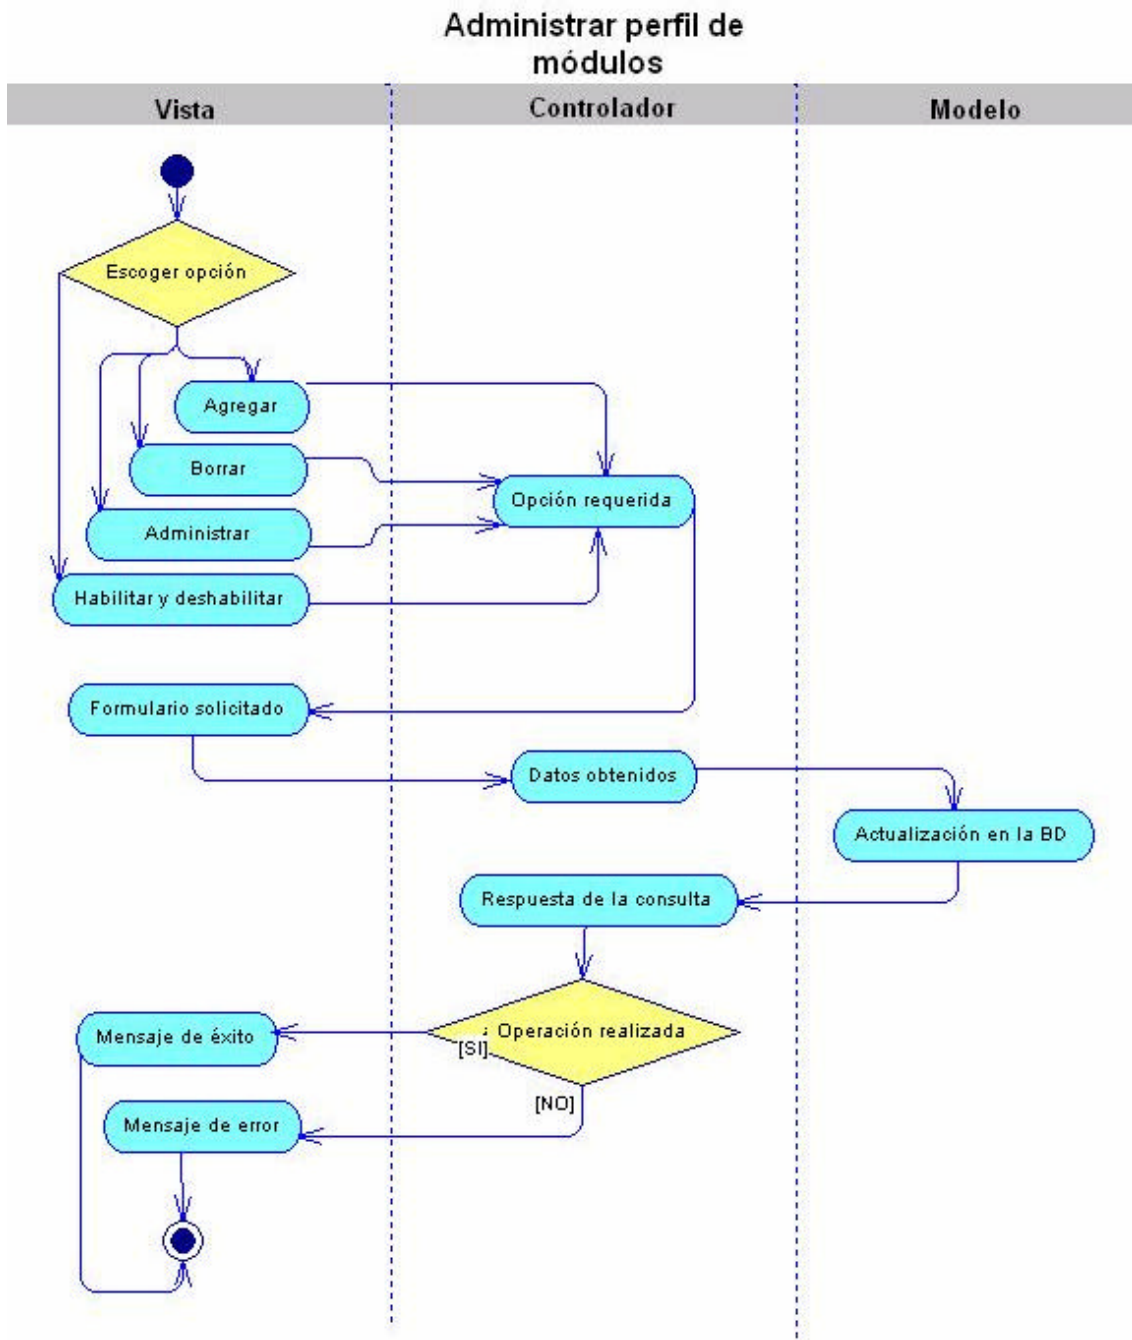 Administrar perfil de
módulos
Vista
Controlador
Modelo
Escoger opción
Agregar
Borrar
Opción requerida
Administrar
Habilitar y deshabilitar
Formulario solicitado
Datos obtenidos
Actualización en la BD
Respuesta de la consulta
Mensaje de éxito
¿ Operación realizada
[SI]
[NO]
Mensaje de error